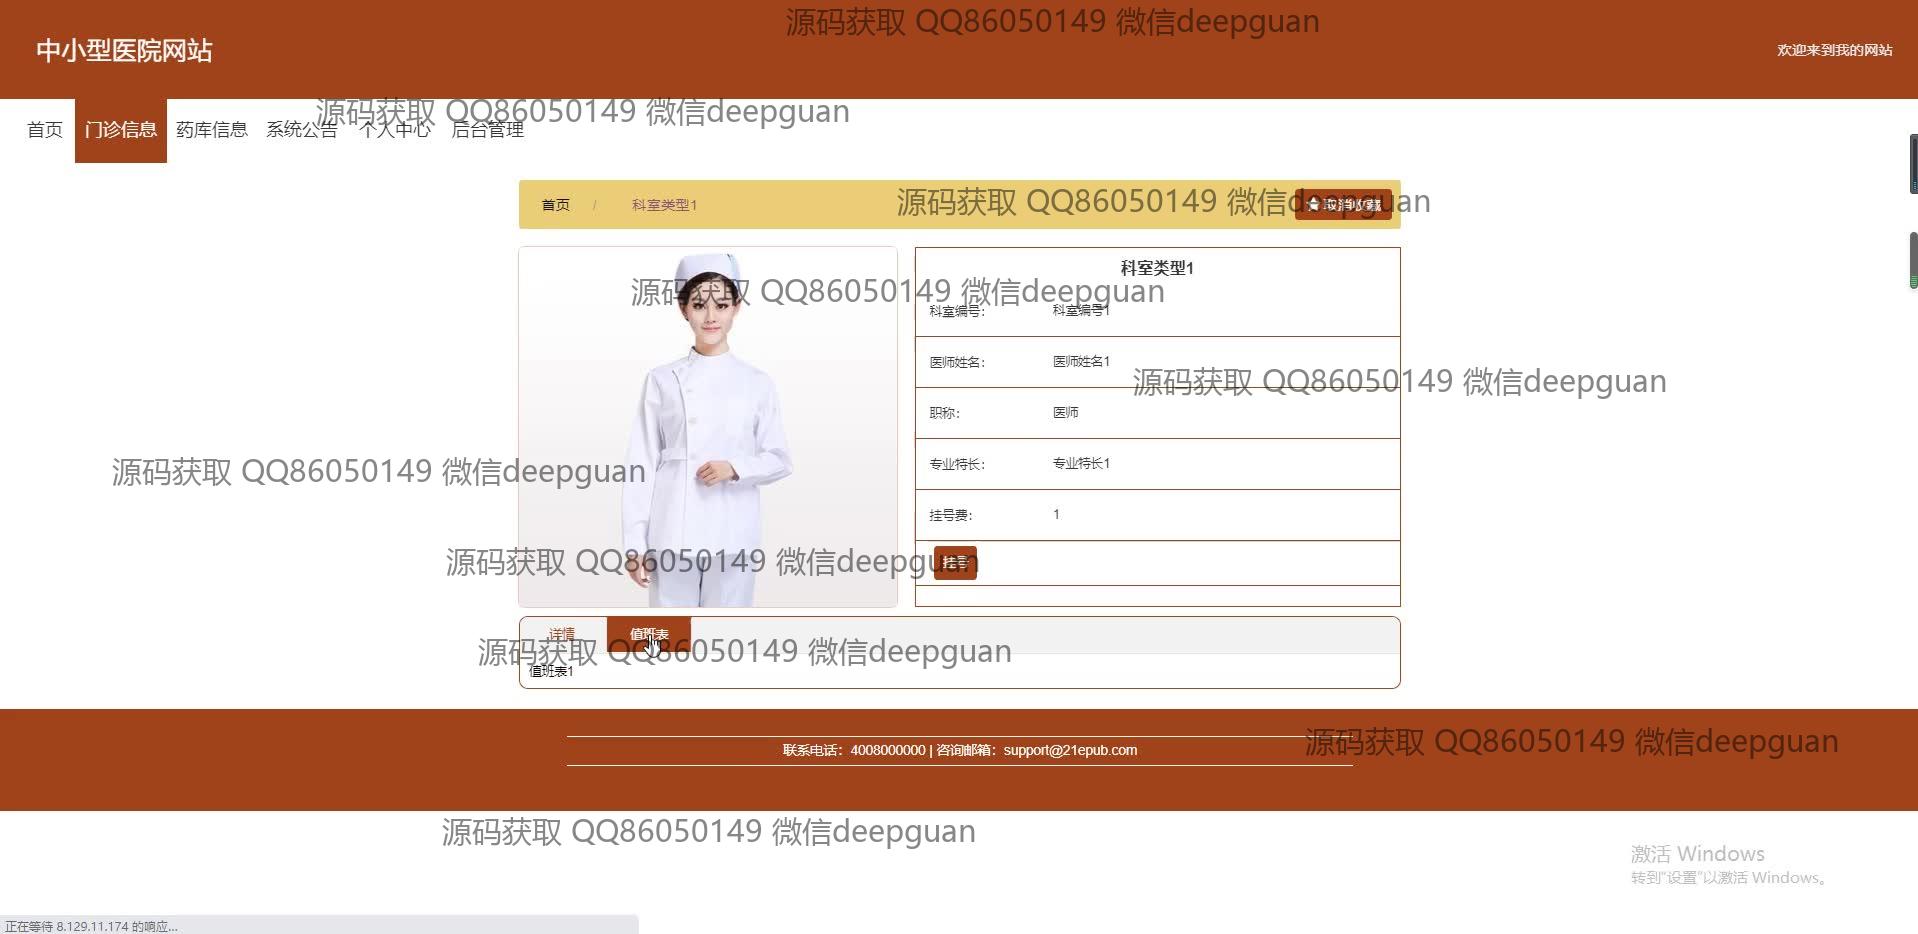 源码获取 QQ86050149 微信deepguan
中小型医院网站
欢迎来到我的网站
源码获取 QQ86050149 微信deepguan
首页 门诊信息 药库信息 系统公告 个人中心 后台管理
首页 / 科室类型1
源码获取 QQ86050149 微信deepguan
★ 取消收藏
科室类型1
源码获取 QQ86050149 微信deepguan
科室编号: 科室编号1
医师姓名: 医师姓名1
源码获取 QQ86050149 微信deepguan
职称: 医师
专业特长: 专业特长1
源码获取 QQ86050149 微信deepguan
挂号费: 1
挂号
源码获取 QQ86050149 微信deepguan
详情 值班表
源码获取 QQ86050149 微信deepguan
值班表1
联系电话：4008000000 | 咨询邮箱：support@21epub.com
源码获取 QQ86050149 微信deepguan
源码获取 QQ86050149 微信deepguan
激活 Windows
转到"设置"以激活 Windows。
正在等待 8.129.11.174 的响应...